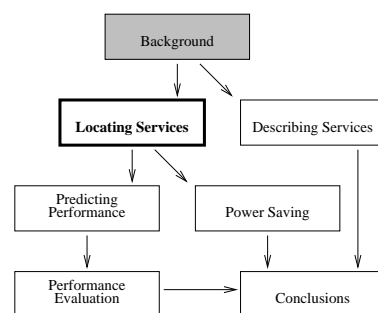 Background
Locating Services
Describing Services
Predicting
Performance
Power Saving
Performance
Evaluation
Conclusions